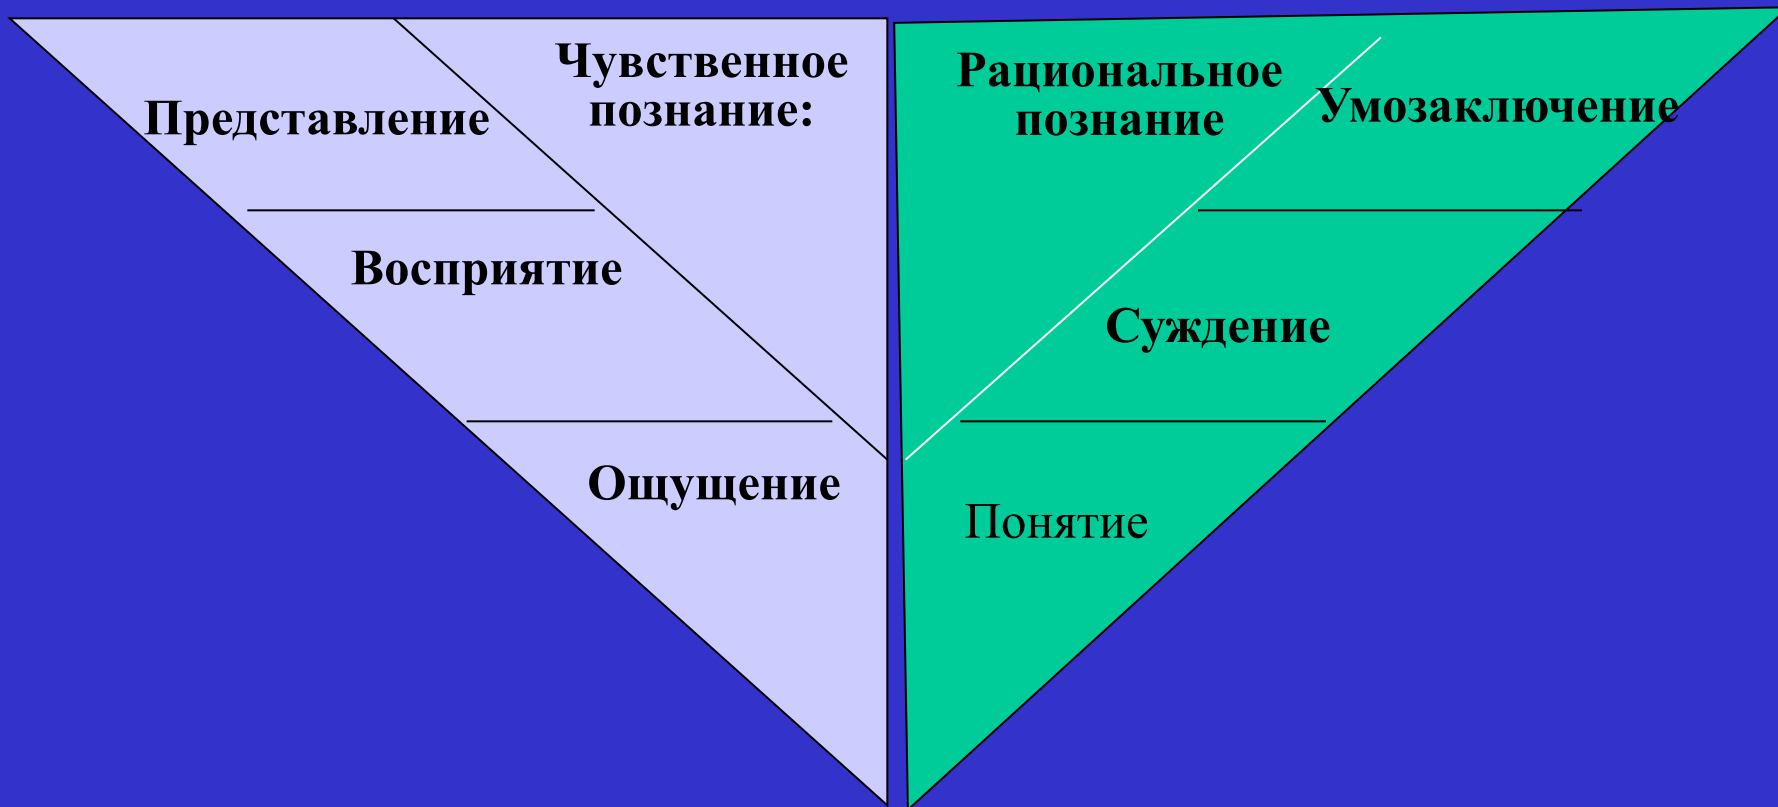 Чувственное
познание:
Представление
Восприятие
Ощущение
Рациональное
познание
Умозаключение
Суждение
Понятие